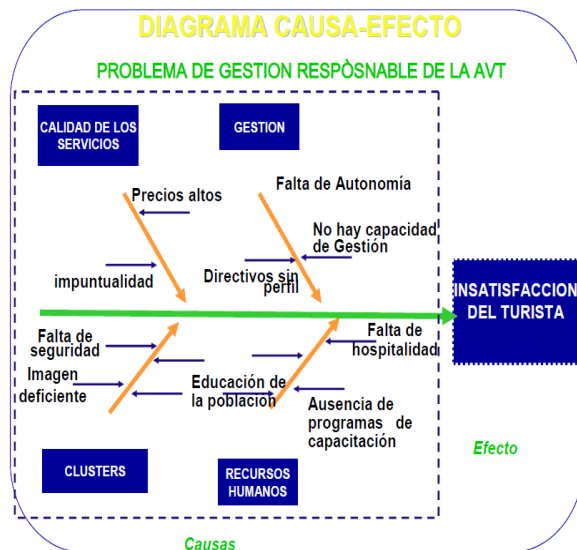 DIAGRAMA CAUSA-EFECTO
PROBLEMA DE GESTION RESPÒSNABLE DE LA AVT
CALIDAD DE LOS
SERVICIOS
GESTION
Precios altos
impuntualidad
Falta de Autonomía
No hay capacidad
de Gestión
Directivos sin
perfil
INSATISFACCION
DEL TURISTA
Falta de
seguridad
Imagen
deficiente
Educación de
la población
Falta de
hospitalidad
Ausencia de
programas de
capacitación
CLUSTERS
RECURSOS
HUMANOS
Efecto
Causas